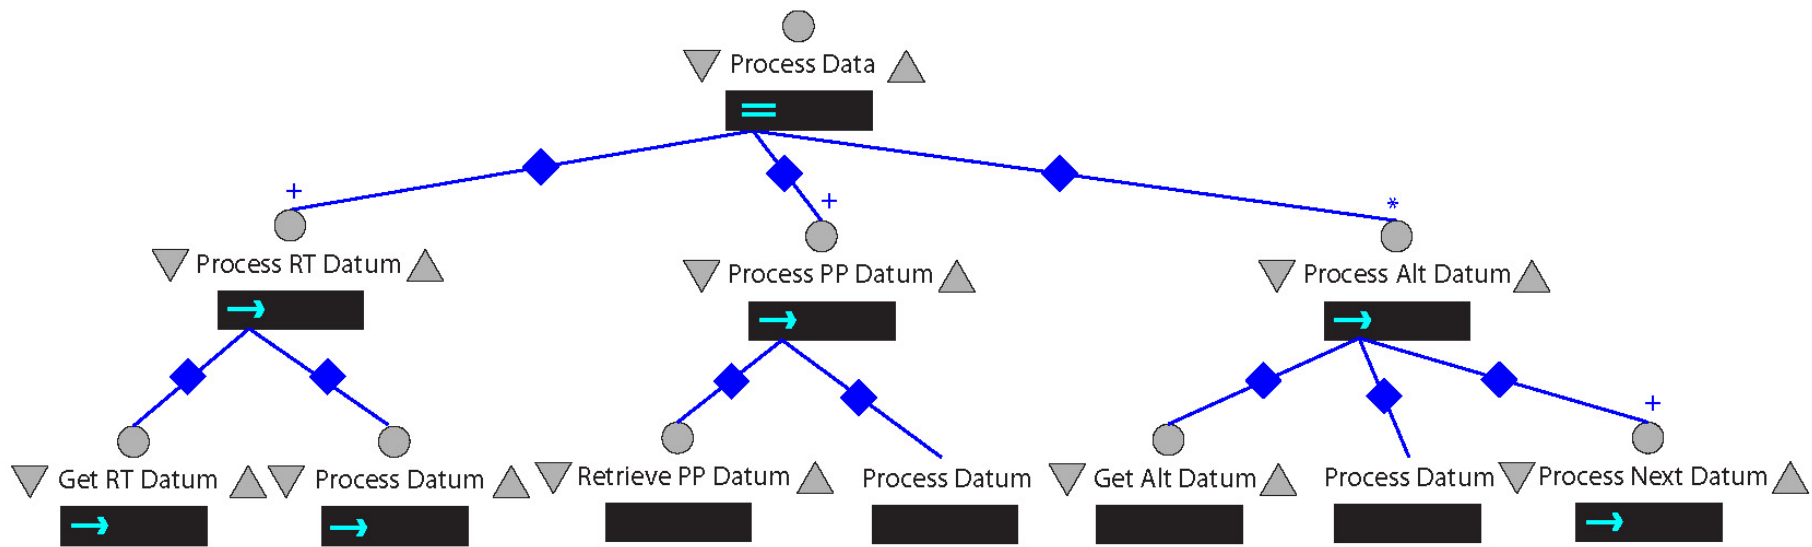 Process Data
=
+
+
*
Process RT Datum
Process PP Datum
Process Alt Datum
→
→
→
+
Get RT Datum
Process Datum
Retrieve PP Datum
Process Datum
Get Alt Datum
Process Datum
Process Next Datum
→
→
→